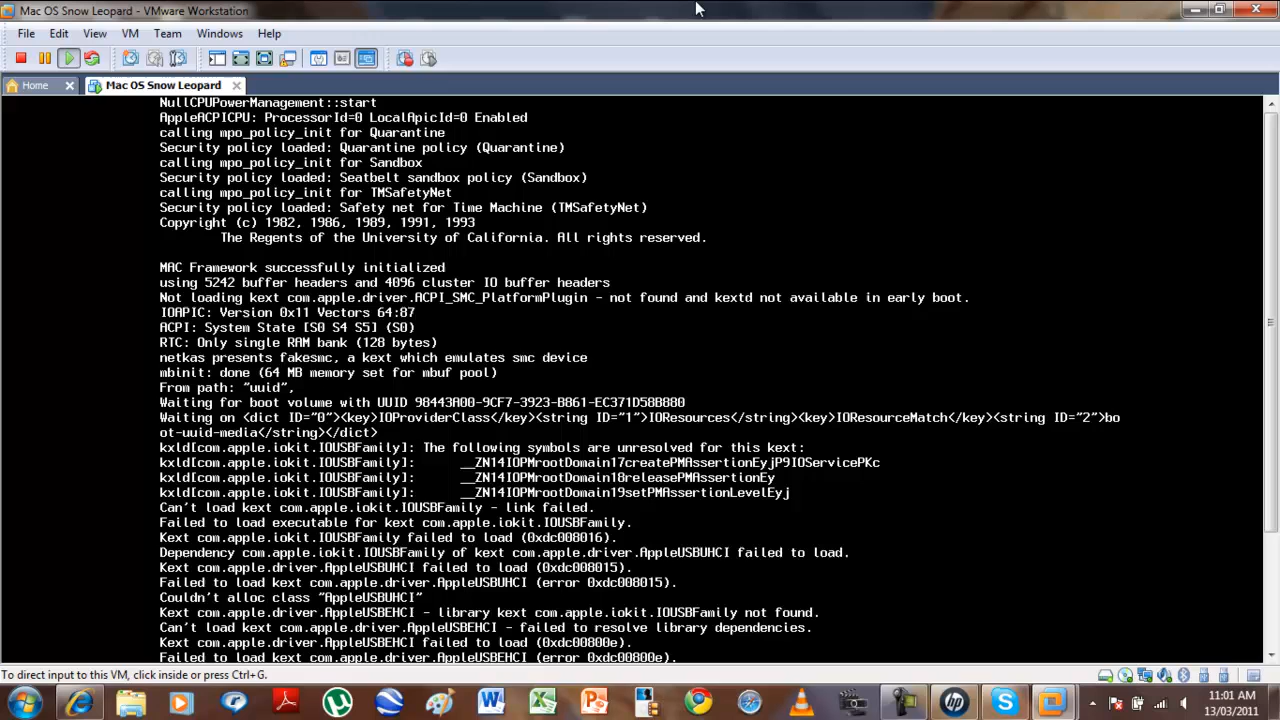 Mac OS Snow Leopard - VMware Workstation
File Edit View VM Team Windows Help
Home
Mac OS Snow Leopard
NullCPUPowerManagement::start
AppleACPICPU: ProcessorId=0 LocalApicId=0 Enabled
calling mpo_policy_init for Quarantine
Security policy loaded: Quarantine policy (Quarantine)
calling mpo_policy_init for Sandbox
Security policy loaded: Seatbelt sandbox policy (Sandbox)
calling mpo_policy_init for TMSafetyNet
Security policy loaded: Safety net for Time Machine (TMSafetyNet)
Copyright (c) 1982, 1986, 1989, 1991, 1993
The Regents of the University of California. All rights reserved.
MAC Framework successfully initialized
using 5242 buffer headers and 4096 cluster IO buffer headers
Not loading kext com.apple.driver.ACPI_SMC_PlatformPlugin - not found and kextd not available in early boot.
IOAPIC: Version 0x11 Vectors 64:87
ACPI: System State [S0 S4 S5] (S0)
RTC: Only single RAM bank (128 bytes)
netkas presents fakesmc, a kext which emulates smc device
mbinit: done (64 MB memory set for mbuf pool)
From path: "uuid",
Waiting for boot volume with UUID 98443A00-9CF7-3923-B861-EC371D58B880
Waiting on <dict ID="0"><key>IOProviderClass</key><string ID="1">IOResources</string><key>IOResourceMatch</key><string ID="2">bo
ot-uuid-media</string></dict>
kxld[com.apple.iokit.IOUSBFamily]: The following symbols are unresolved for this kext:
kxld[com.apple.iokit.IOUSBFamily]: __ZN14IOPMrootDomain17createPMAssertionEyjP9IOServicePKc
kxld[com.apple.iokit.IOUSBFamily]: __ZN14IOPMrootDomain18releasePMAssertionEy
kxld[com.apple.iokit.IOUSBFamily]: __ZN14IOPMrootDomain19setPMAssertionLevelEyj
Can't load kext com.apple.iokit.IOUSBFamily - link failed.
Failed to load executable for kext com.apple.iokit.IOUSBFamily.
Kext com.apple.iokit.IOUSBFamily failed to load (0xdc008016).
Dependency com.apple.iokit.IOUSBFamily of kext com.apple.driver.AppleUSBUHCI failed to load.
Kext com.apple.driver.AppleUSBUHCI failed to load (0xdc008015).
Failed to load kext com.apple.driver.AppleUSBUHCI (error 0xdc008015).
Couldn't alloc class "AppleUSBUHCI"
Kext com.apple.driver.AppleUSBEHCI - library kext com.apple.iokit.IOUSBFamily not found.
Can't load kext com.apple.driver.AppleUSBEHCI - failed to resolve library dependencies.
Kext com.apple.driver.AppleUSBEHCI failed to load (0xdc00800e).
Failed to load kext com.apple.driver.AppleUSBEHCI (error 0xdc00800e).
To direct input to this VM, click inside or press Ctrl+G.
11:01 AM
13/03/2011